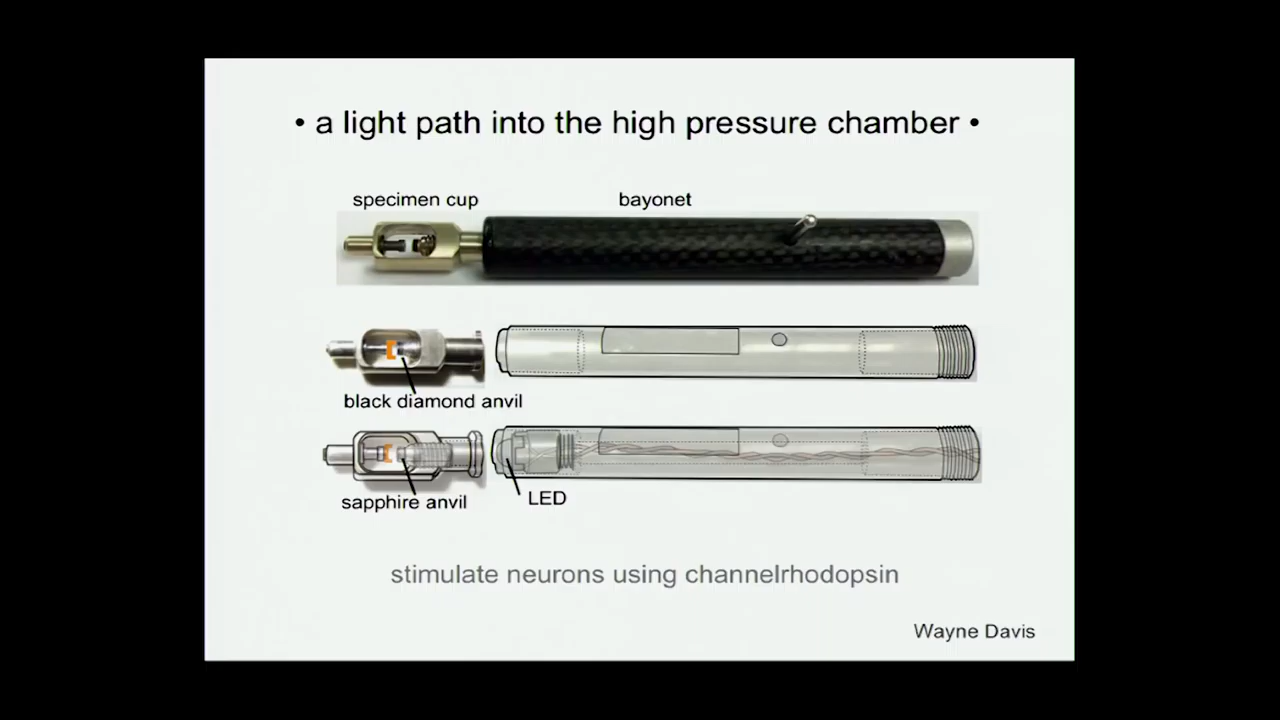 • a light path into the high pressure chamber •
specimen cup
bayonet
black diamond anvil
sapphire anvil
LED
stimulate neurons using channelrhodopsin
Wayne Davis